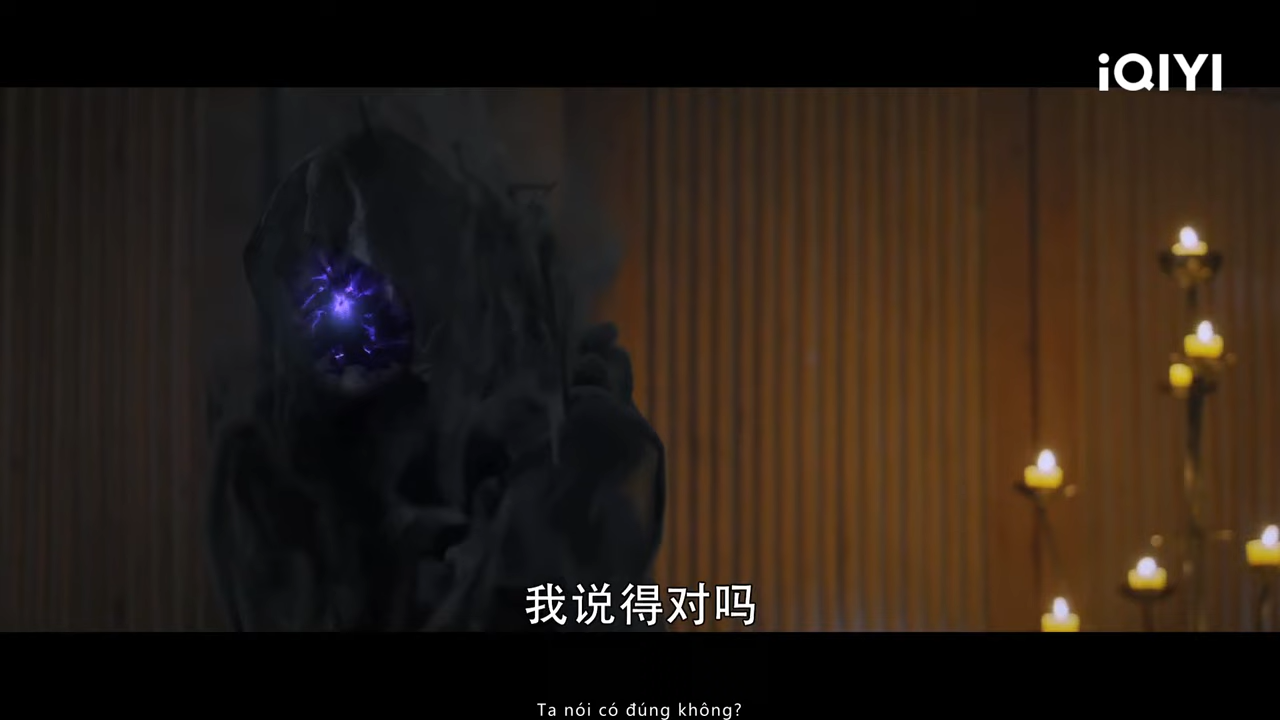 iQIYI
我说得对吗
Ta nói có đúng không?